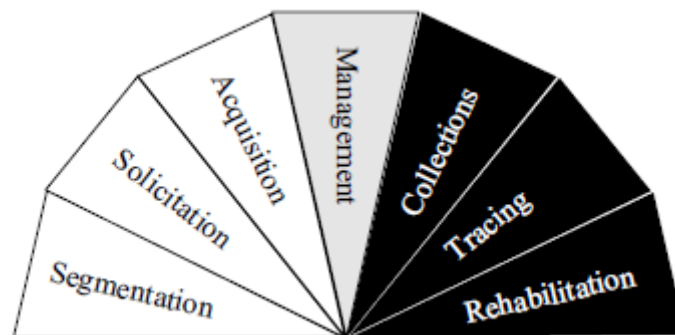 Segmentation
Solicitation
Acquisition
Management
Collections
Tracing
Rehabilitation